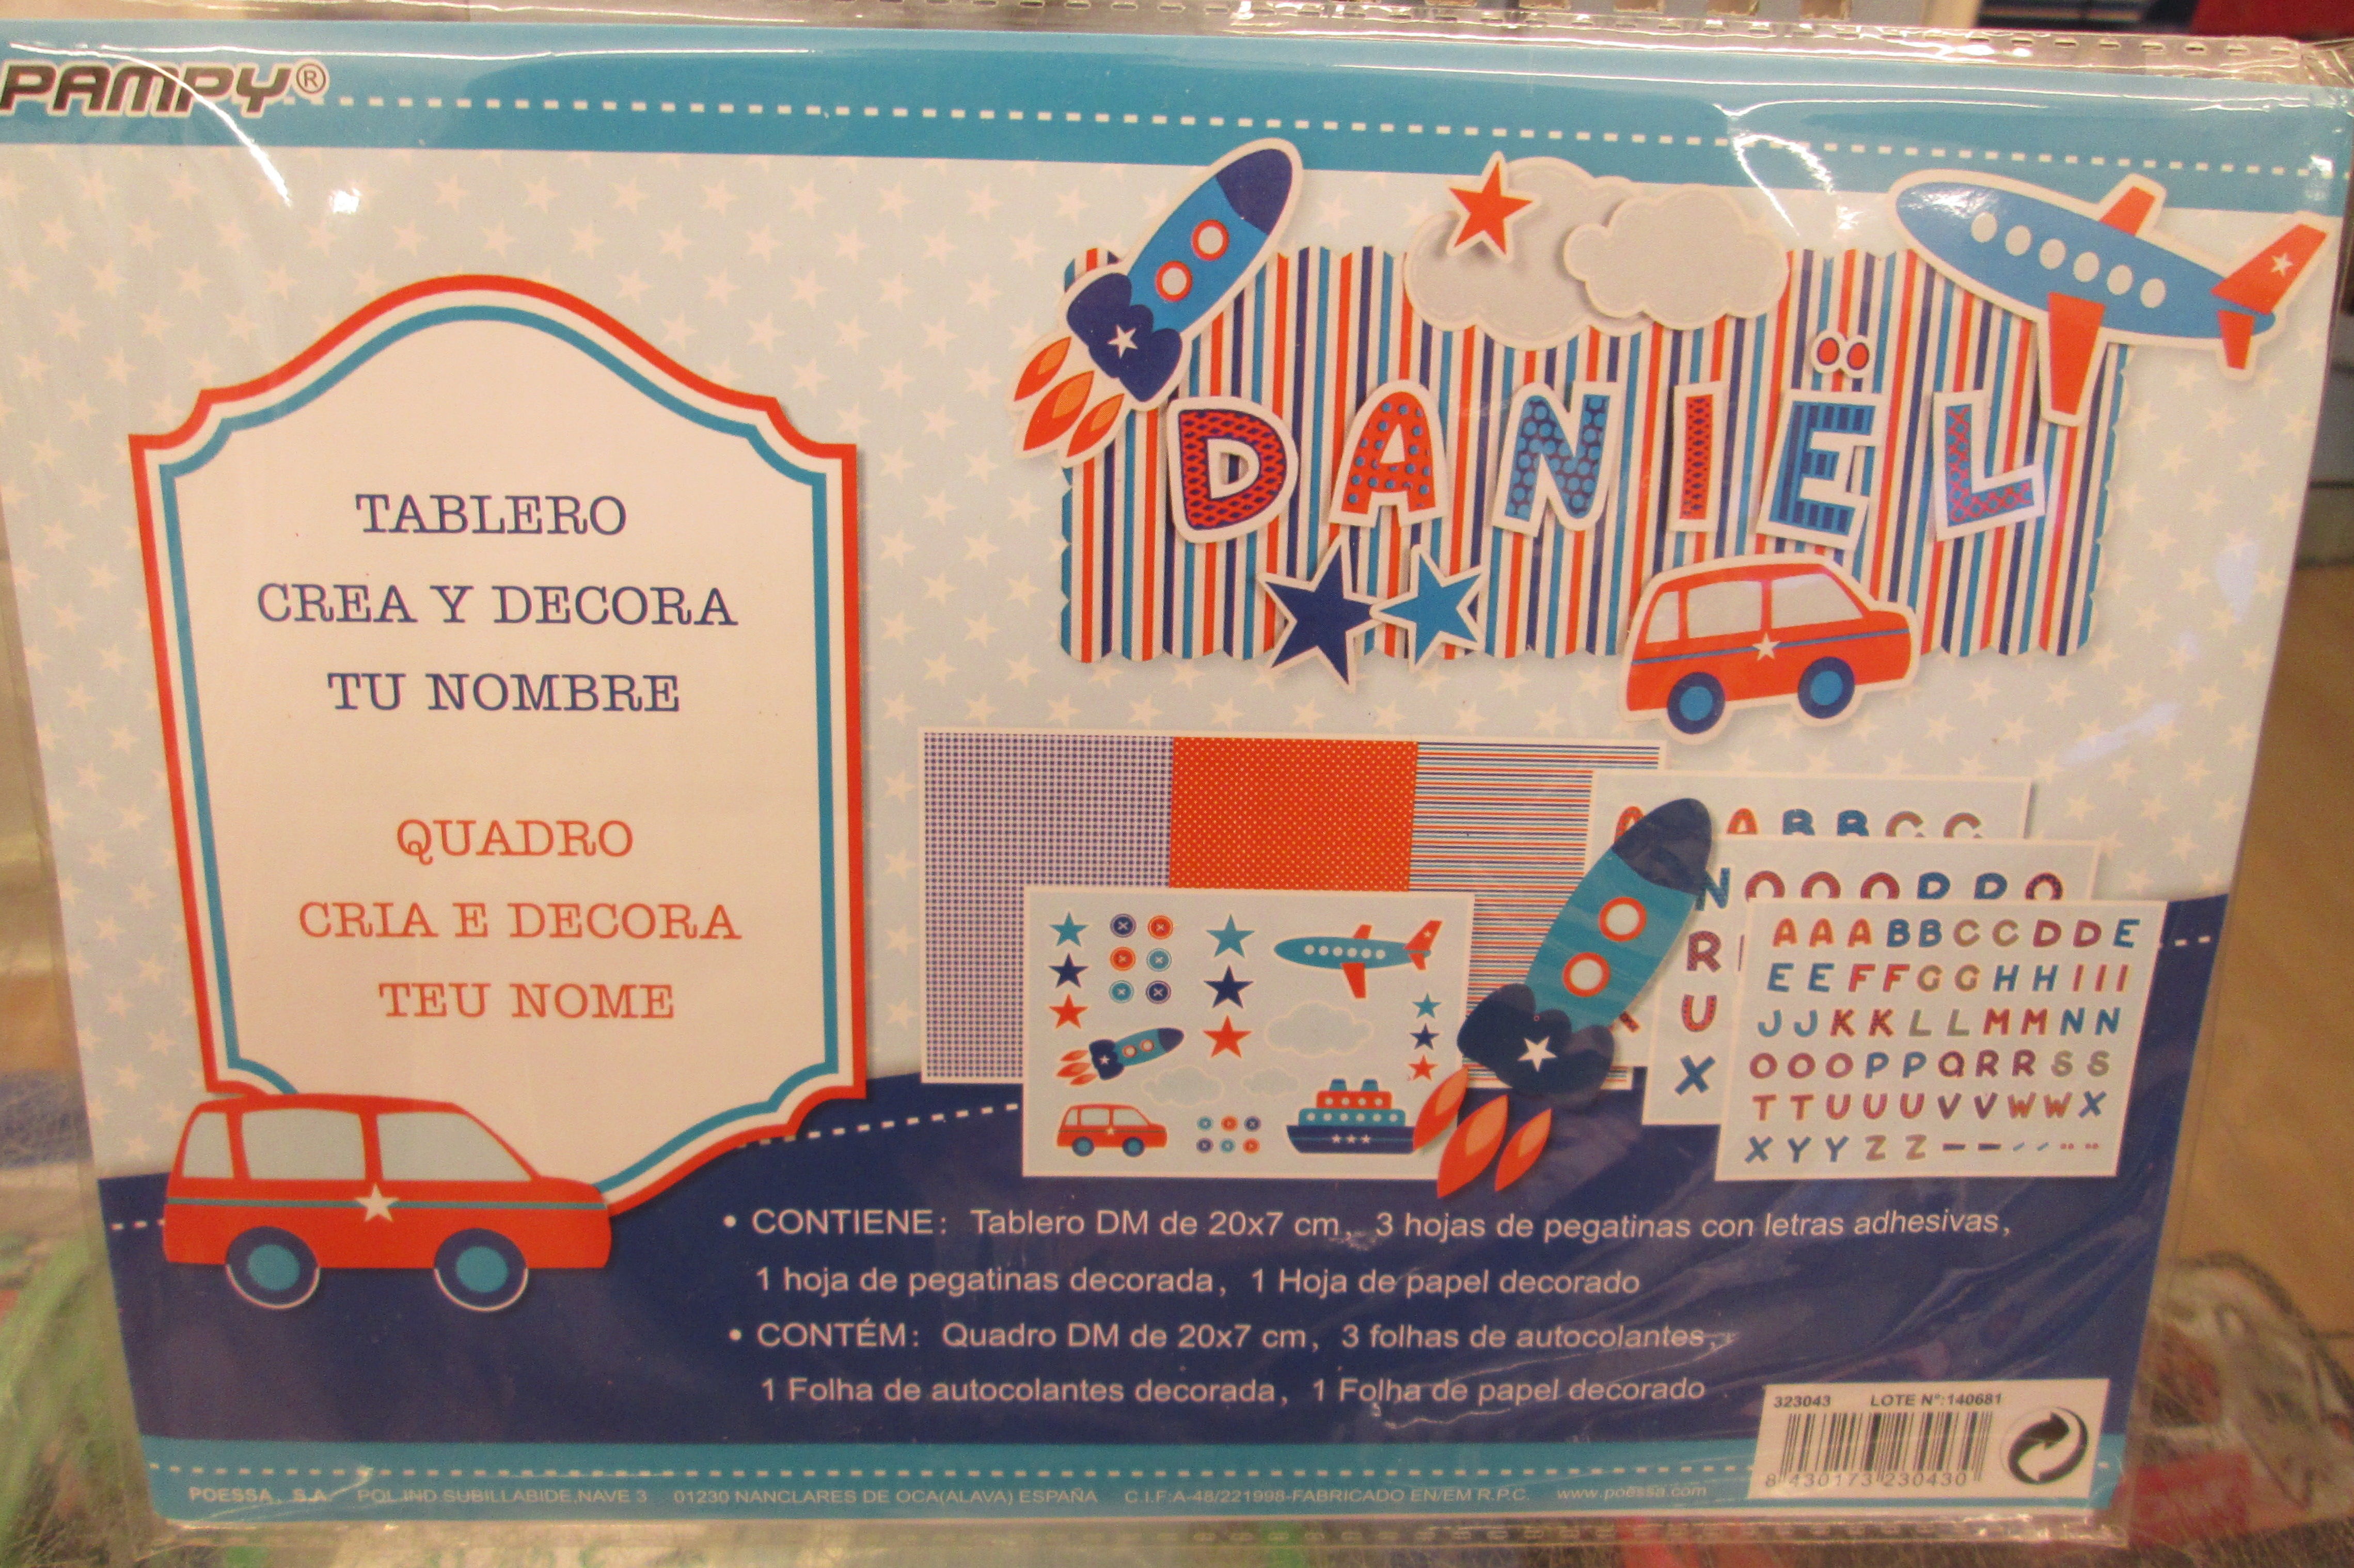 PAMPY®
DANIËL
TABLERO
CREA Y DECORA
TU NOMBRE
QUADRO
CRIA E DECORA
TEU NOME
A A B B C C
N O O O P P Q
R
U
X
A A A B B C C D D E
E E F F G G H H I I I
J J K K L L M M N N
O O O P P Q R R S S
T T U U U V V W W X
X Y Y Z Z – – ´ ´ ¨ ¨
• CONTIENE: Tablero DM de 20x7 cm, 3 hojas de pegatinas con letras adhesivas,
1 hoja de pegatinas decorada, 1 Hoja de papel decorado
• CONTÉM: Quadro DM de 20x7 cm, 3 folhas de autocolantes,
1 Folha de autocolantes decorada, 1 Folha de papel decorado
323043 LOTE Nº:140681
8 430173 230430
POESSA, S.A. POL.IND.SUBILLABIDE,NAVE 3 01230 NANCLARES DE OCA(ALAVA) ESPAÑA C.I.F:A-48/221998-FABRICADO EN/EM R.P.C. www.poessa.com